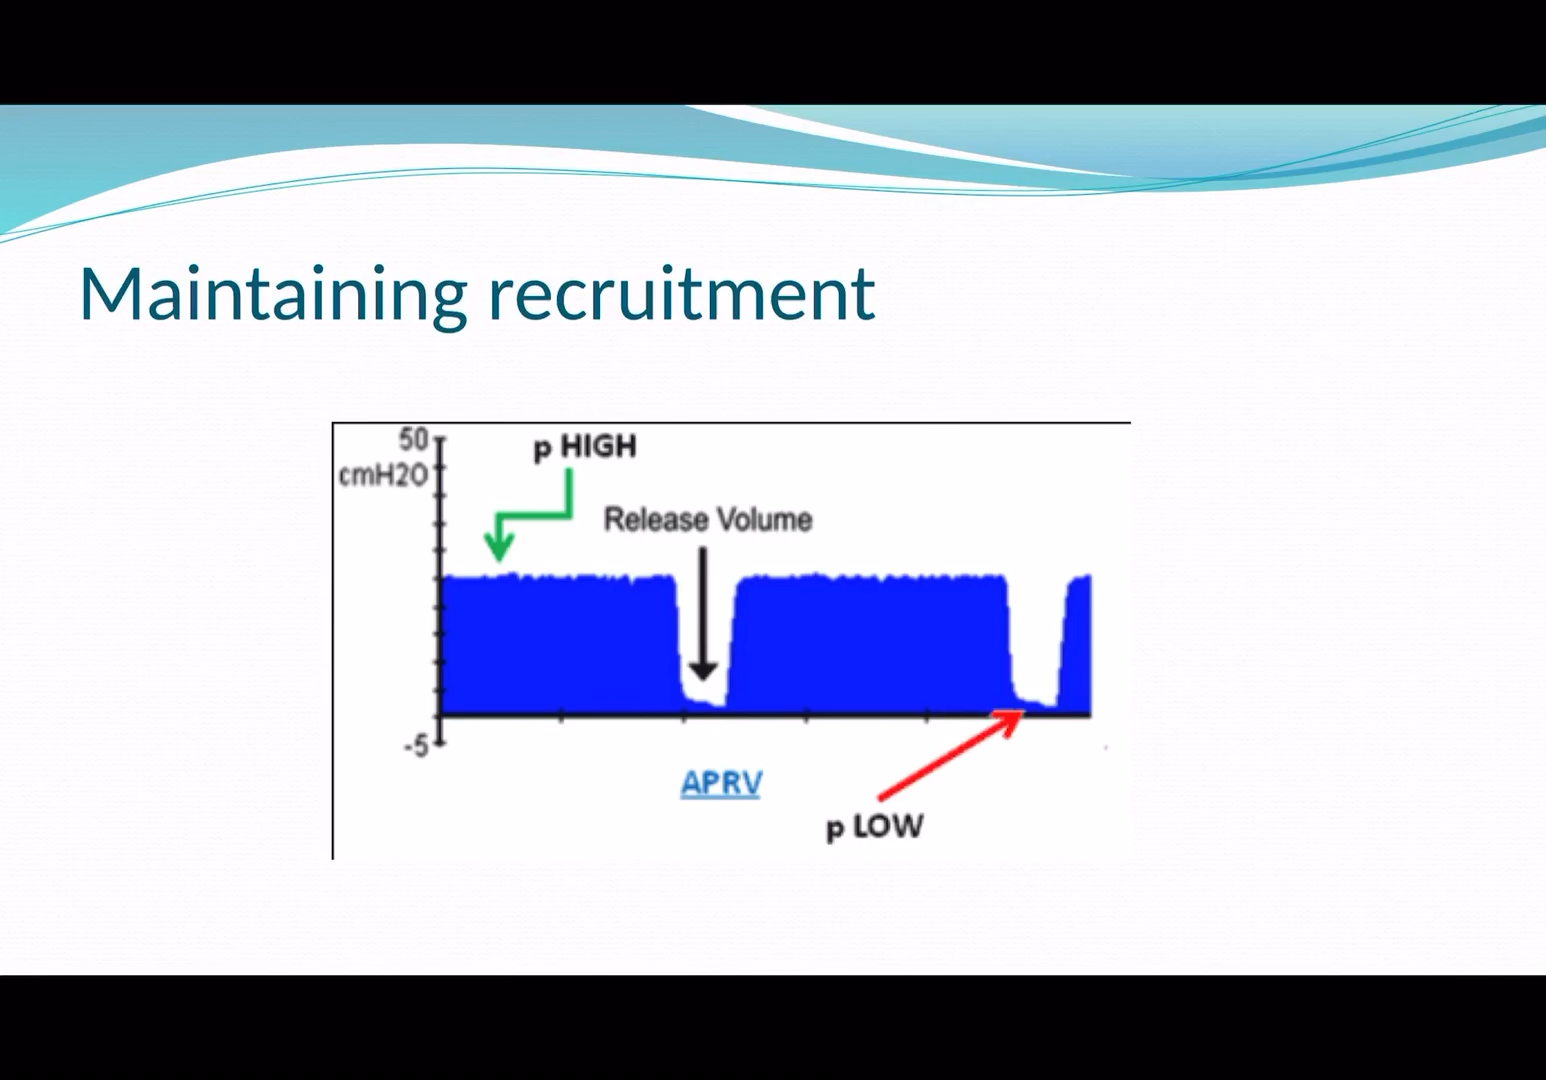 Maintaining recruitment
50
cmH2O
p HIGH
Release Volume
-5
APRV
p LOW